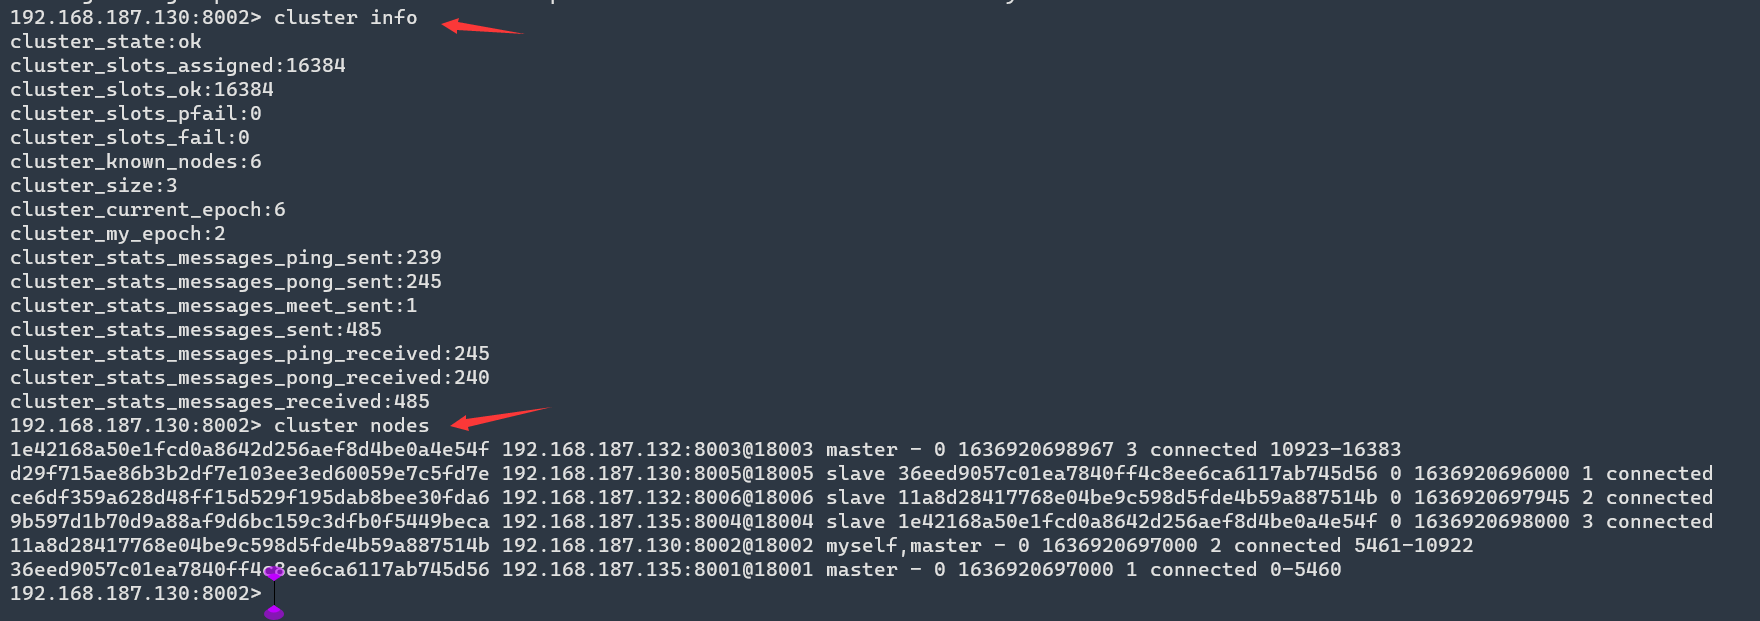 192.168.187.130:8002> cluster info
cluster_state:ok
cluster_slots_assigned:16384
cluster_slots_ok:16384
cluster_slots_pfail:0
cluster_slots_fail:0
cluster_known_nodes:6
cluster_size:3
cluster_current_epoch:6
cluster_my_epoch:2
cluster_stats_messages_ping_sent:239
cluster_stats_messages_pong_sent:245
cluster_stats_messages_meet_sent:1
cluster_stats_messages_sent:485
cluster_stats_messages_ping_received:245
cluster_stats_messages_pong_received:240
cluster_stats_messages_received:485
192.168.187.130:8002> cluster nodes
1e42168a50e1fcd0a8642d256aef8d4be0a4e54f 192.168.187.132:8003@18003 master - 0 1636920698967 3 connected 10923-16383
d29f715ae86b3b2df7e103ee3ed60059e7c5fd7e 192.168.187.130:8005@18005 slave 36eed9057c01ea7840ff4c8ee6ca6117ab745d56 0 1636920696000 1 connected
ce6df359a628d48ff15d529f195dab8bee30fda6 192.168.187.132:8006@18006 slave 11a8d28417768e04be9c598d5fde4b59a887514b 0 1636920697945 2 connected
9b597d1b70d9a88af9d6bc159c3dfb0f5449beca 192.168.187.135:8004@18004 slave 1e42168a50e1fcd0a8642d256aef8d4be0a4e54f 0 1636920698000 3 connected
11a8d28417768e04be9c598d5fde4b59a887514b 192.168.187.130:8002@18002 myself,master - 0 1636920697000 2 connected 5461-10922
36eed9057c01ea7840ff4c8ee6ca6117ab745d56 192.168.187.135:8001@18001 master - 0 1636920697000 1 connected 0-5460
192.168.187.130:8002>